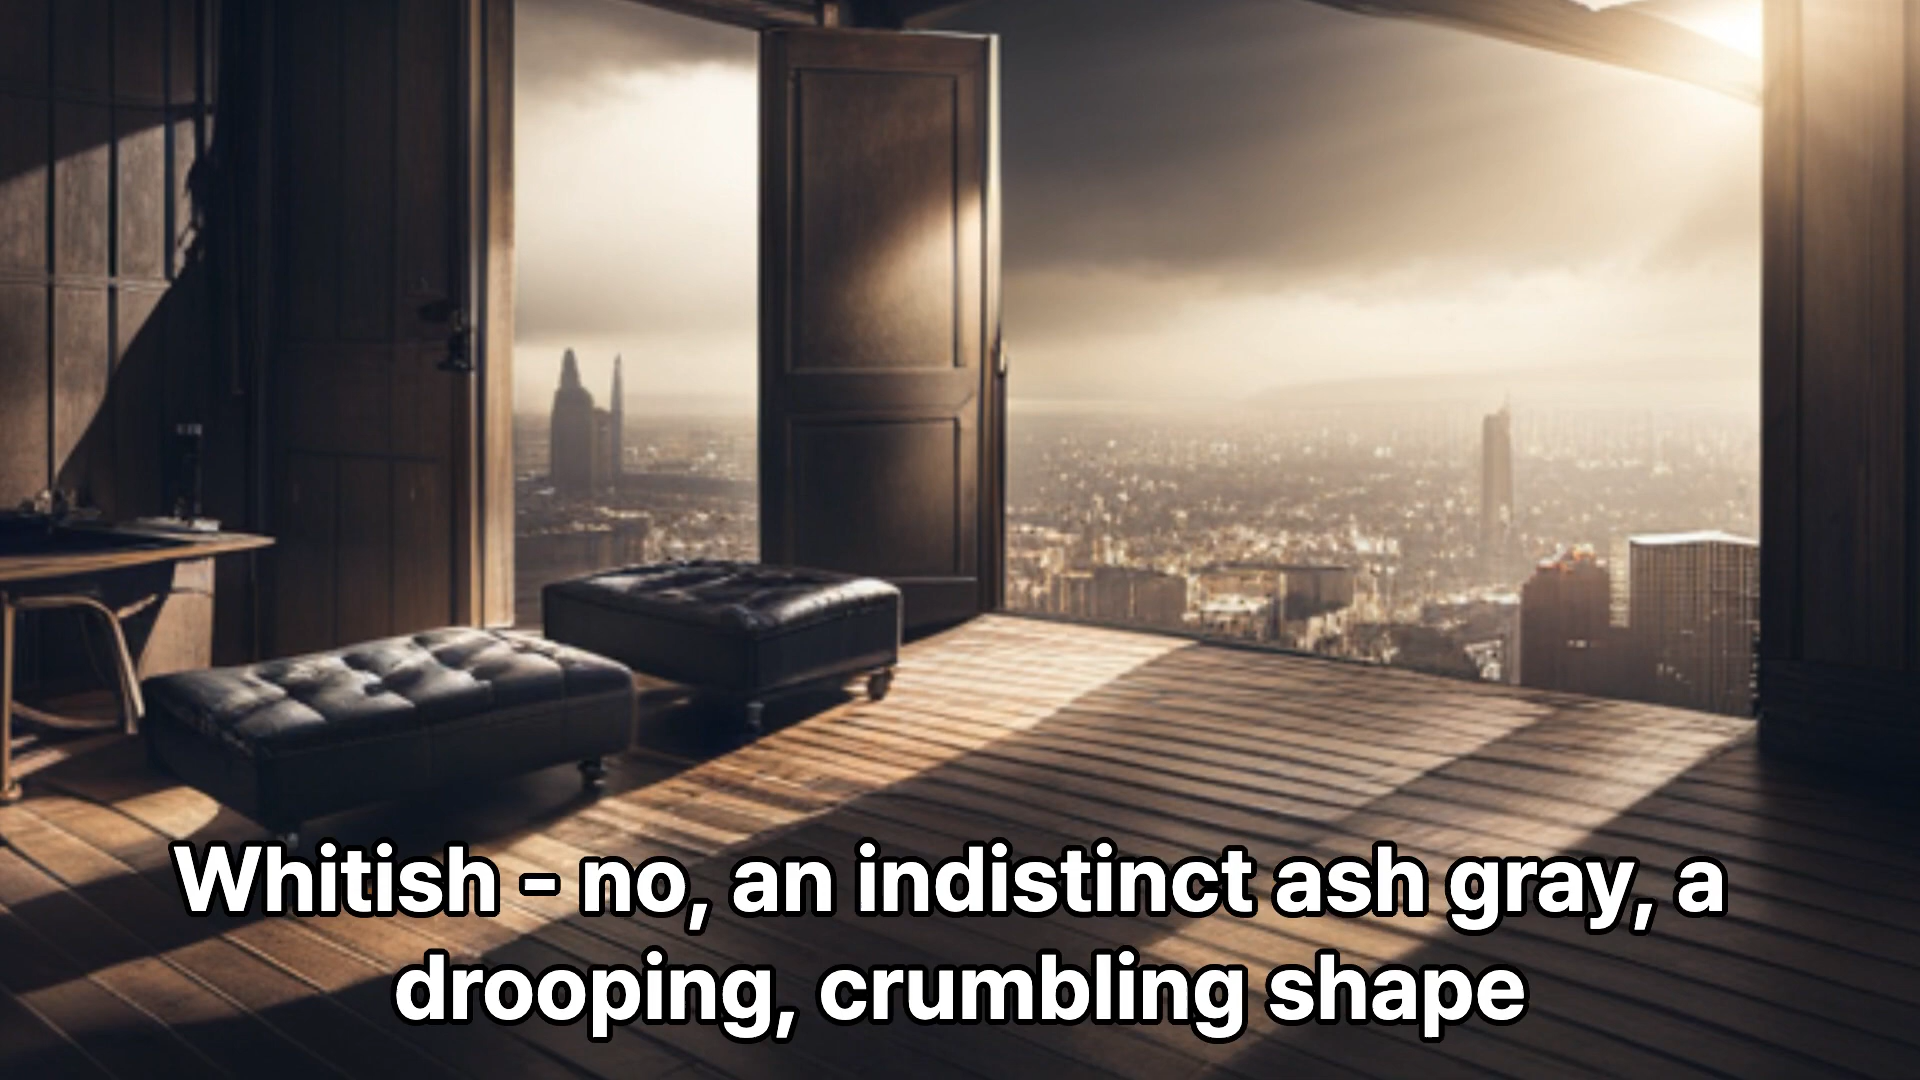 Whitish - no, an indistinct ash gray, a
drooping, crumbling shape